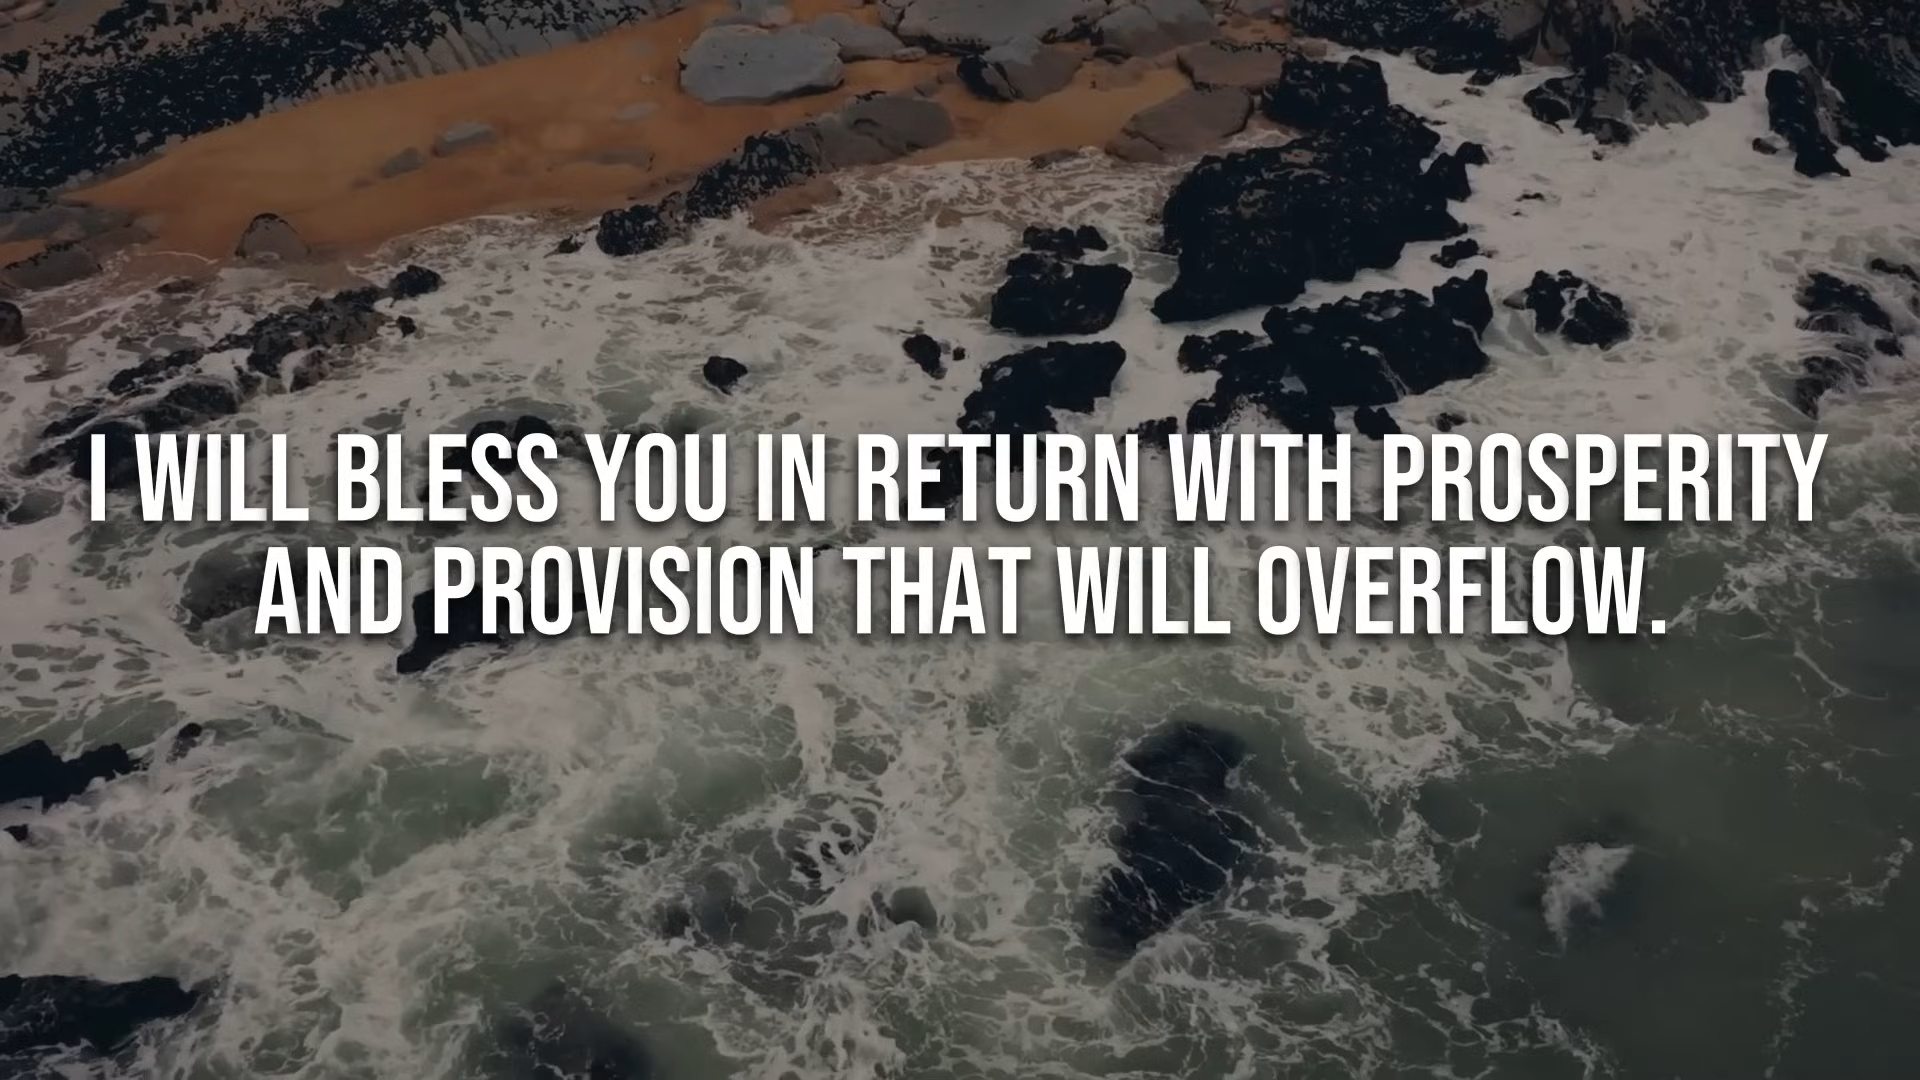 I WILL BLESS YOU IN RETURN WITH PROSPERITY
AND PROVISION THAT WILL OVERFLOW.